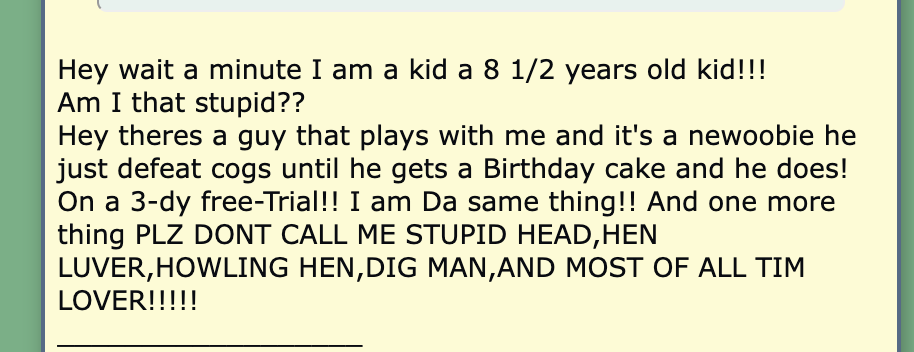 Hey wait a minute I am a kid a 8 1/2 years old kid!!!
Am I that stupid??
Hey theres a guy that plays with me and it's a newoobie he
just defeat cogs until he gets a Birthday cake and he does!
On a 3-dy free-Trial!! I am Da same thing!! And one more
thing PLZ DONT CALL ME STUPID HEAD,HEN
LUVER,HOWLING HEN,DIG MAN,AND MOST OF ALL TIM
LOVER!!!!!